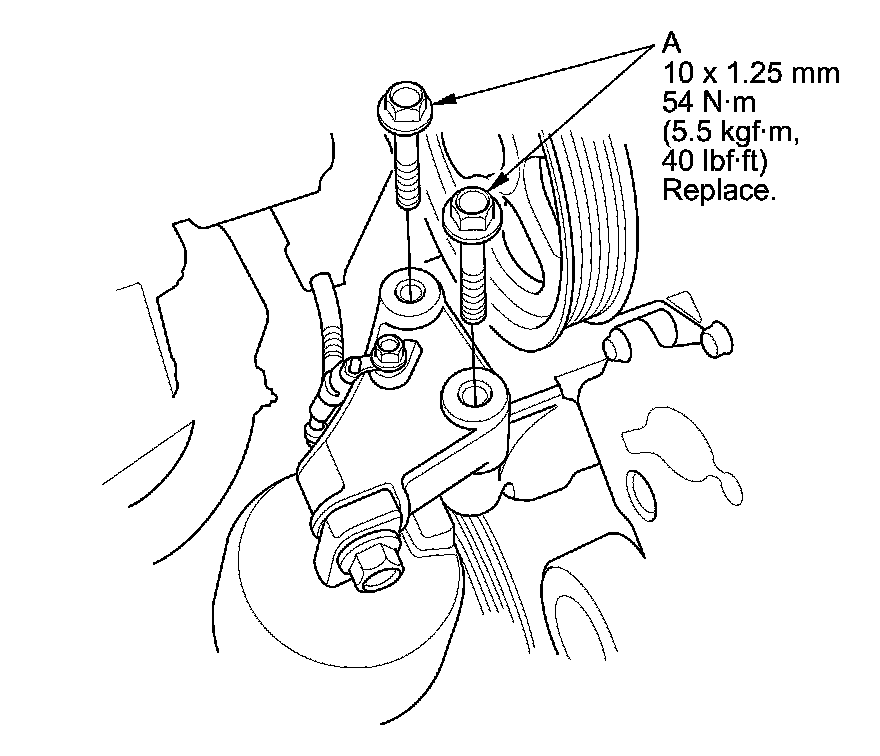 A
10 x 1.25 mm
54 N·m
(5.5 kgf·m,
40 lbf·ft)
Replace.